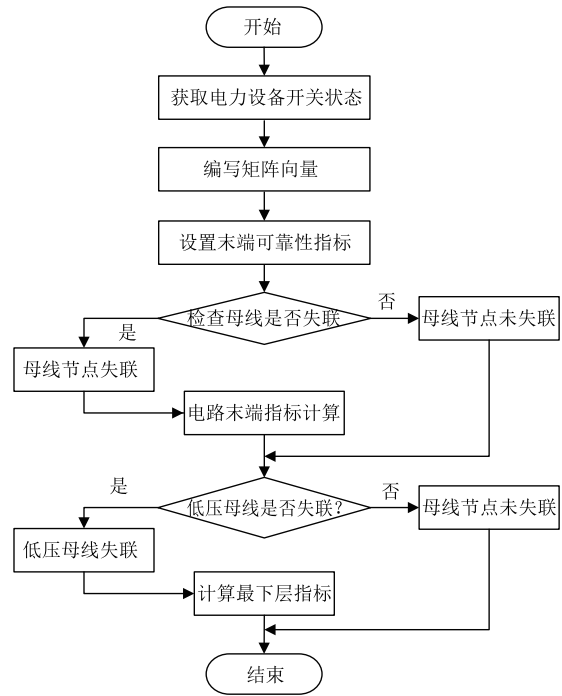 开始
获取电力设备开关状态
编写矩阵向量
设置末端可靠性指标
检查母线是否失联
否
母线节点未失联
是
母线节点失联
电路末端指标计算
是
低压母线是否失联?
否
母线节点未失联
低压母线失联
计算最下层指标
结束